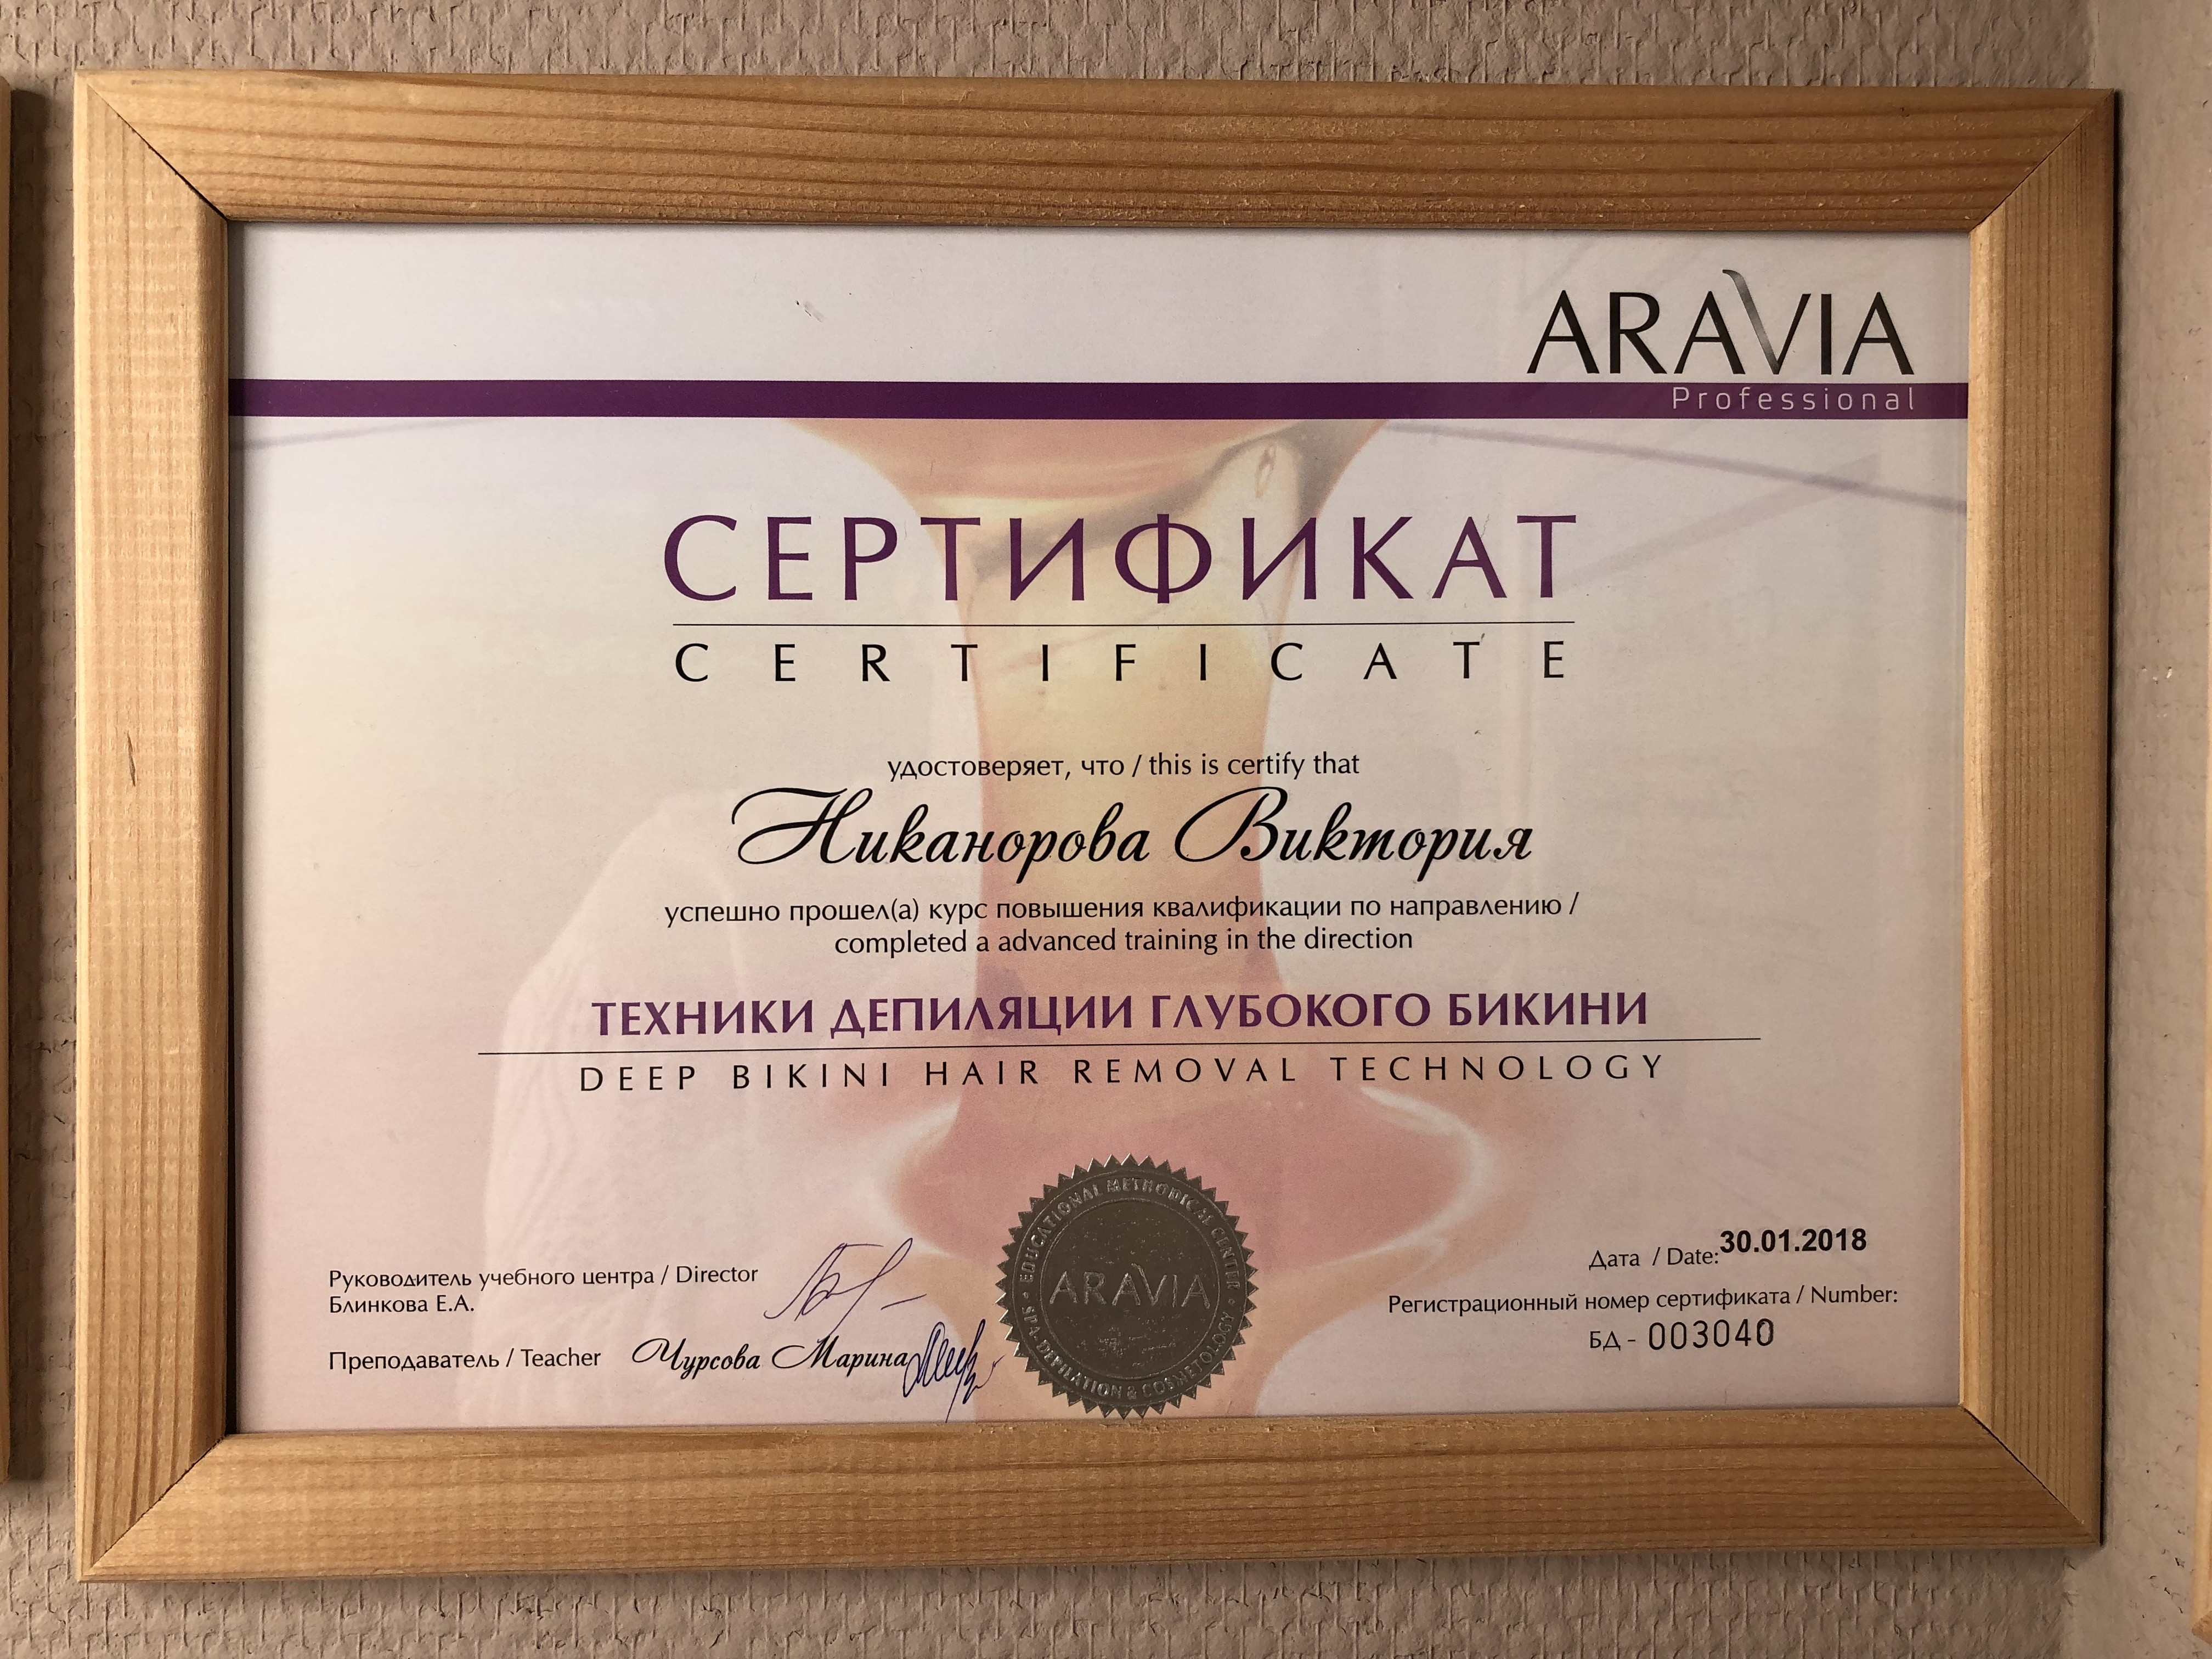 ARAVIA
Professional
СЕРТИФИКАТ
CERTIFICATE
удостоверяет, что / this is certify that
Никанорова Виктория
успешно прошел(а) курс повышения квалификации по направлению /
completed a advanced training in the direction
ТЕХНИКИ ДЕПИЛЯЦИИ ГЛУБОКОГО БИКИНИ
DEEP BIKINI HAIR REMOVAL TECHNOLOGY
Руководитель учебного центра / Director
Блинкова Е.А.
Преподаватель / Teacher Чурсова Марина
EDUCATIONAL METHODICAL CENTER
ARAVIA
SPA-DEPILATION & COSMETOLOGY
Дата / Date: 30.01.2018
Регистрационный номер сертификата / Number:
БД - 003040